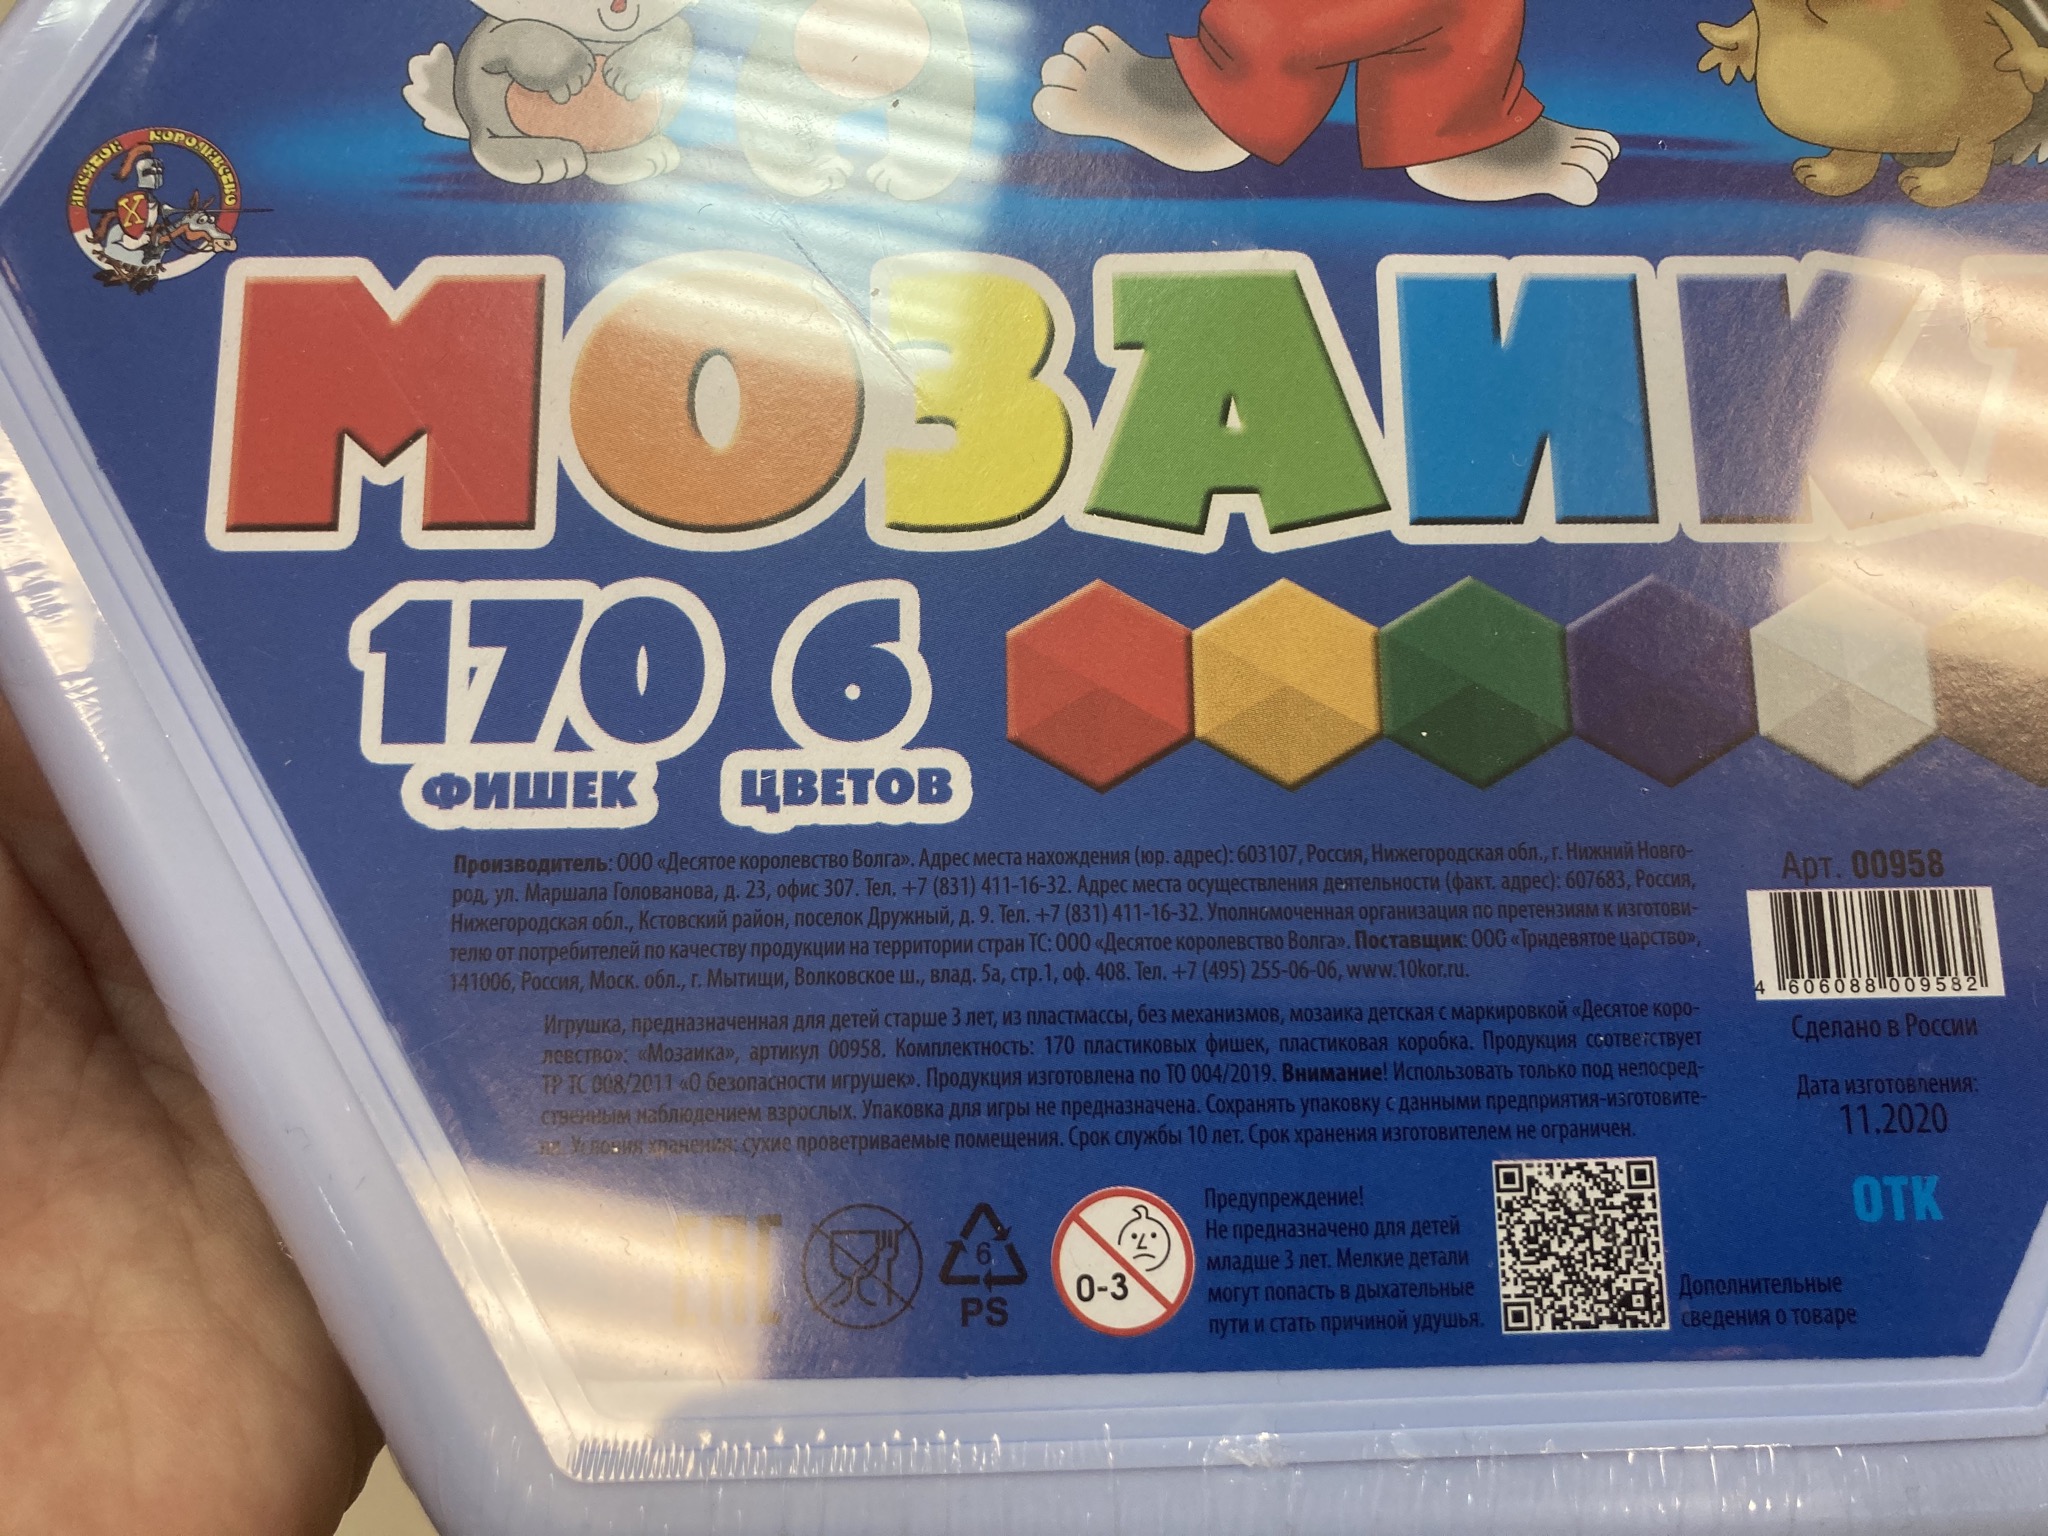 ДЕСЯТОЕ КОРОЛЕВСТВО
X
МОЗАИК
170 6
ФИШЕК ЦВЕТОВ
Производитель: ООО «Десятое королевство Волга». Адрес места нахождения (юр. адрес): 603107, Россия, Нижегородская обл., г. Нижний Новго-
род, ул. Маршала Голованова, д. 23, офис 307. Тел. +7 (831) 411-16-32. Адрес места осуществления деятельности (факт. адрес): 607683, Россия,
Нижегородская обл., Кстовский район, поселок Дружный, д. 9. Тел. +7 (831) 411-16-32. Уполномоченная организация по претензиям к изготови-
телю от потребителей по качеству продукции на территории стран ТС: ООО «Десятое королевство Волга». Поставщик: ООО «Тридевятое царство»,
141006, Россия, Моск. обл., г. Мытищи, Волковское ш., влад. 5а, стр.1, оф. 408. Тел. +7 (495) 255-06-06, www.10kor.ru.
Игрушка, предназначенная для детей старше 3 лет, из пластмассы, без механизмов, мозаика детская с маркировкой «Десятое коро-
левство»: «Мозаика», артикул 00958. Комплектность: 170 пластиковых фишек, пластиковая коробка. Продукция соответствует
ТР ТС 008/2011 «О безопасности игрушек». Продукция изготовлена по ТО 004/2019. Внимание! Использовать только под непосред-
ственным наблюдением взрослых. Упаковка для игры не предназначена. Сохранять упаковку с данными предприятия-изготовите-
ля. Условия хранения: сухие проветриваемые помещения. Срок службы 10 лет. Срок хранения изготовителем не ограничен.
Арт. 00958
4 606088 009582
Сделано в России
Дата изготовления:
11.2020
ОТК
EAC
6
PS
0-3
Предупреждение!
Не предназначено для детей
младше 3 лет. Мелкие детали
могут попасть в дыхательные
пути и стать причиной удушья.
Дополнительные
сведения о товаре